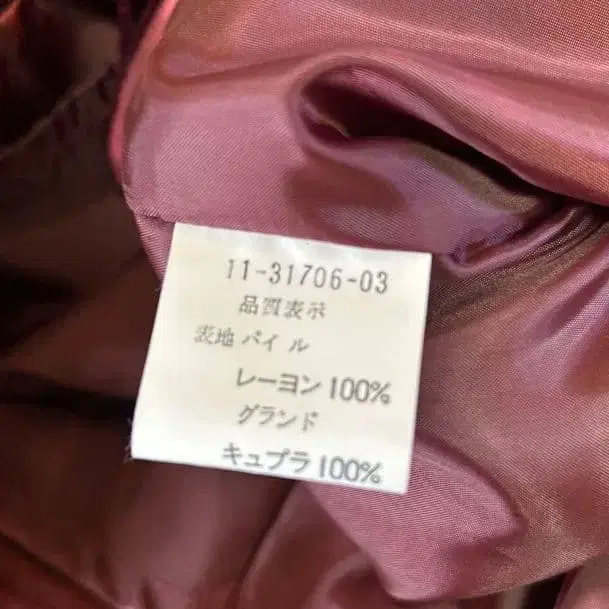 11-31706-03
品質表示
表地 パイル
レーヨン 100%
グランド
キュプラ 100%